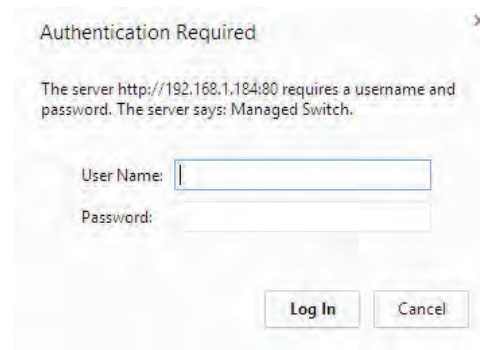 Authentication Required
The server http://192.168.1.184:80 requires a username and
password. The server says: Managed Switch.
User Name:
Password:
Log In Cancel